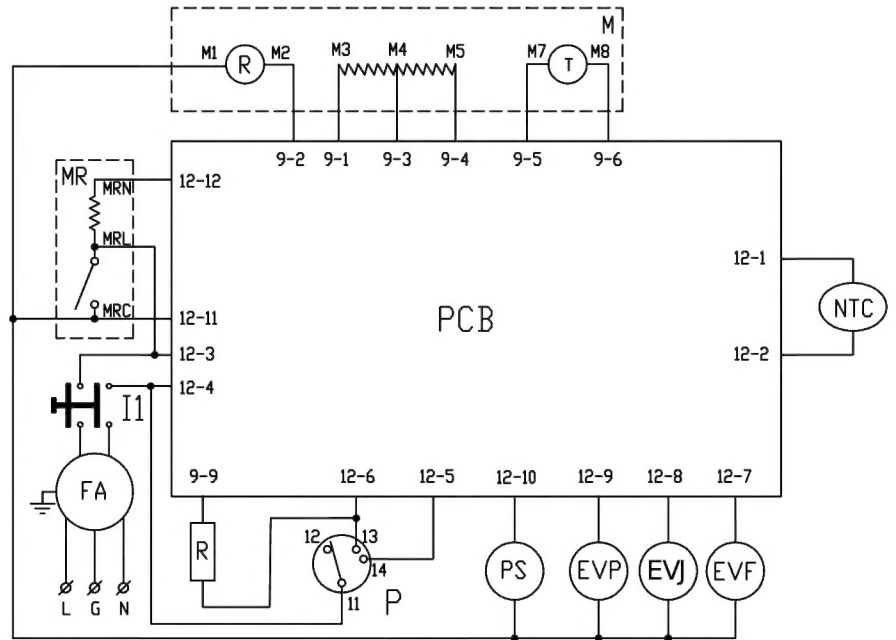 M
M1 R M2 M3 M4 M5 M7 T M8
9-2 9-1 9-3 9-4 9-5 9-6
MR
MRN 12-12
MRL
12-1
MRC 12-11
PCB
NTC
12-3
12-2
12-4
I1
FA
9-9 12-6 12-5 12-10 12-9 12-8 12-7
R
12 13
14
11
P
PS EVP EVJ EVF
L G N